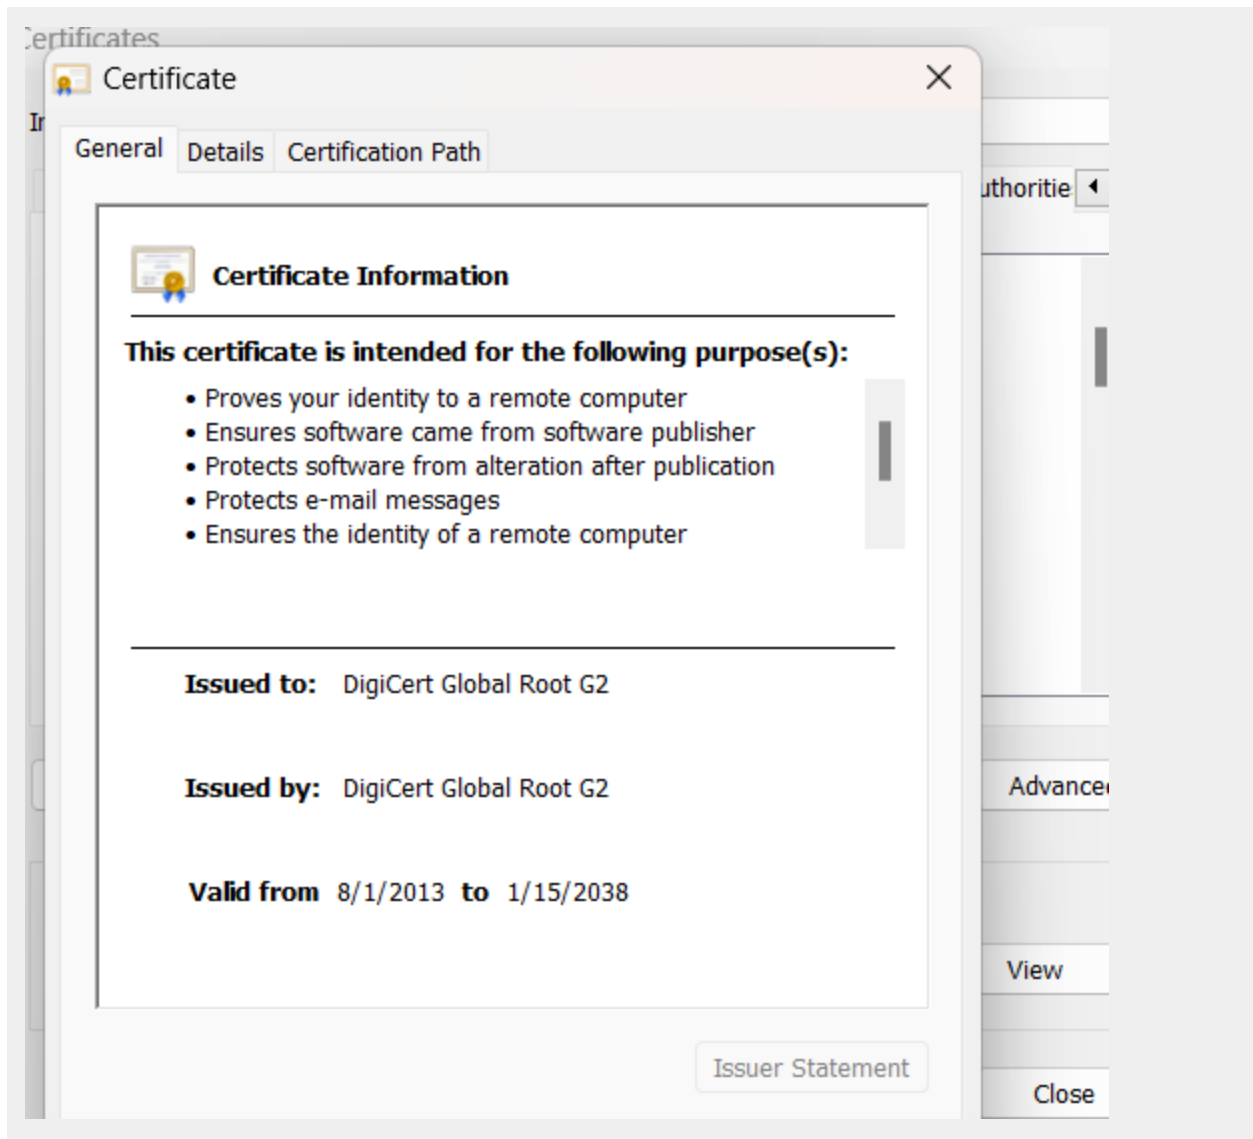 Certificates
Certificate
General Details Certification Path
Certificate Information
This certificate is intended for the following purpose(s):
• Proves your identity to a remote computer
• Ensures software came from software publisher
• Protects software from alteration after publication
• Protects e-mail messages
• Ensures the identity of a remote computer
Issued to: DigiCert Global Root G2
Issued by: DigiCert Global Root G2
Valid from 8/1/2013 to 1/15/2038
Issuer Statement
View
Close